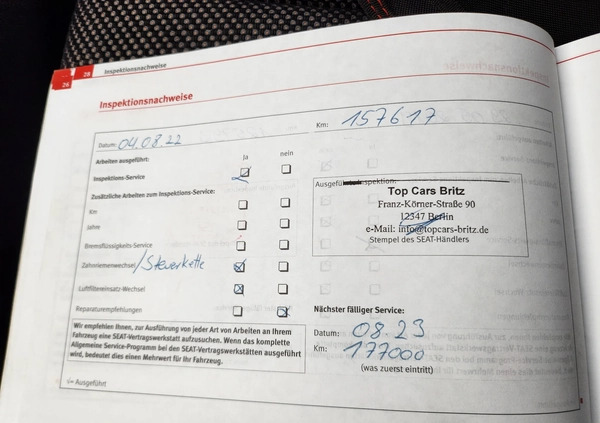 28 Inspektionsnachweise
26
Inspektionsnachweise
Datum: 04.08.22 Km: 157617
Arbeiten ausgeführt: Ja nein
Inspektions-Service
Zusätzliche Arbeiten zum Inspektions-Service:
Km
Jahre
Bremsflüssigkeits-Service
Zahnriemenwechsel /Steuerkette
Luftfiltereinsatz-Wechsel
Reparaturempfehlungen
Top Cars Britz
Franz-Körner-Straße 90
12347 Berlin
e-Mail: info@topcars-britz.de
Stempel des SEAT-Händlers
Nächster fälliger Service:
Datum: 08 23
Km: 177000
(was zuerst eintritt)
Wir empfehlen Ihnen, zur Ausführung von jeder Art von Arbeiten an Ihrem
Fahrzeug eine SEAT-Vertragswerkstatt aufzusuchen. Wenn das komplette
Allgemeine Service-Programm bei den SEAT-Vertragswerkstätten ausgeführt
wird, bedeutet dies einen Mehrwert für Ihr Fahrzeug.
√= Ausgeführt